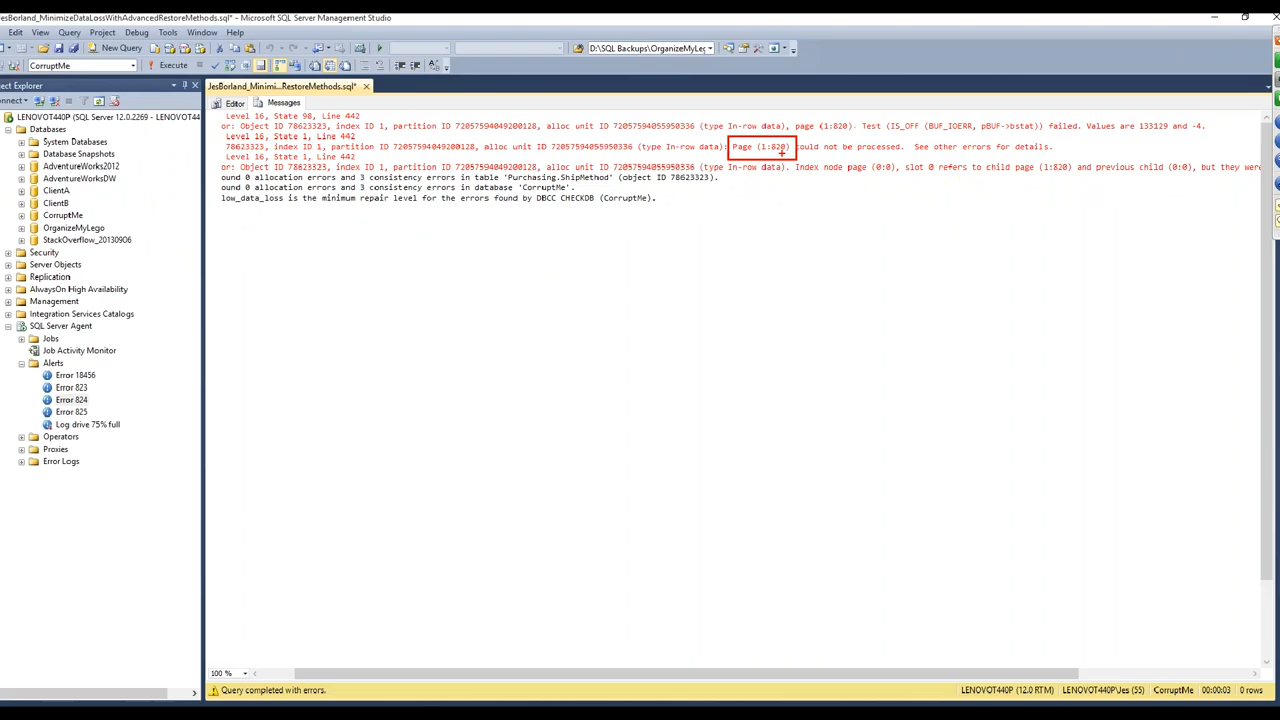 JesBorland_MinimizeDataLossWithAdvancedRestoreMethods.sql* - Microsoft SQL Server Management Studio
Edit View Query Project Debug Tools Window Help
New Query
D:\SQL Backups\OrganizeMyLeg
CorruptMe
Execute
ect Explorer
JesBorland_Minimi...RestoreMethods.sql*
onnect
Editor
Messages
LENOVOT440P (SQL Server 12.0.2269 - LENOVOT
Databases
System Databases
Database Snapshots
AdventureWorks2012
AdventureWorksDW
ClientA
ClientB
CorruptMe
OrganizeMyLego
StackOverflow_20130906
Security
Server Objects
Replication
AlwaysOn High Availability
Management
Integration Services Catalogs
SQL Server Agent
Jobs
Job Activity Monitor
Alerts
Error 18456
Error 823
Error 824
Error 825
Log drive 75% full
Operators
Proxies
Error Logs
Level 16, State 98, Line 442
or: Object ID 78623323, index ID 1, partition ID 72057594049200128, alloc unit ID 72057594055950336 (type In-row data), page (1:820). Test (IS_OFF (BUF_IOERR, pBUF->bstat)) failed. Values are 133129 and -4.
Level 16, State 1, Line 442
78623323, index ID 1, partition ID 72057594049200128, alloc unit ID 72057594055950336 (type In-row data): Page (1:820) could not be processed. See other errors for details.
Level 16, State 1, Line 442
or: Object ID 78623323, index ID 1, partition ID 72057594049200128, alloc unit ID 72057594055950336 (type In-row data). Index node page (0:0), slot 0 refers to child page (1:820) and previous child (0:0), but they were
ound 0 allocation errors and 3 consistency errors in table 'Purchasing.ShipMethod' (object ID 78623323).
ound 0 allocation errors and 3 consistency errors in database 'CorruptMe'.
low_data_loss is the minimum repair level for the errors found by DBCC CHECKDB (CorruptMe).
100 %
Query completed with errors.
LENOVOT440P (12.0 RTM)
LENOVOT440P\Jes (55)
CorruptMe
00:00:03
0 rows